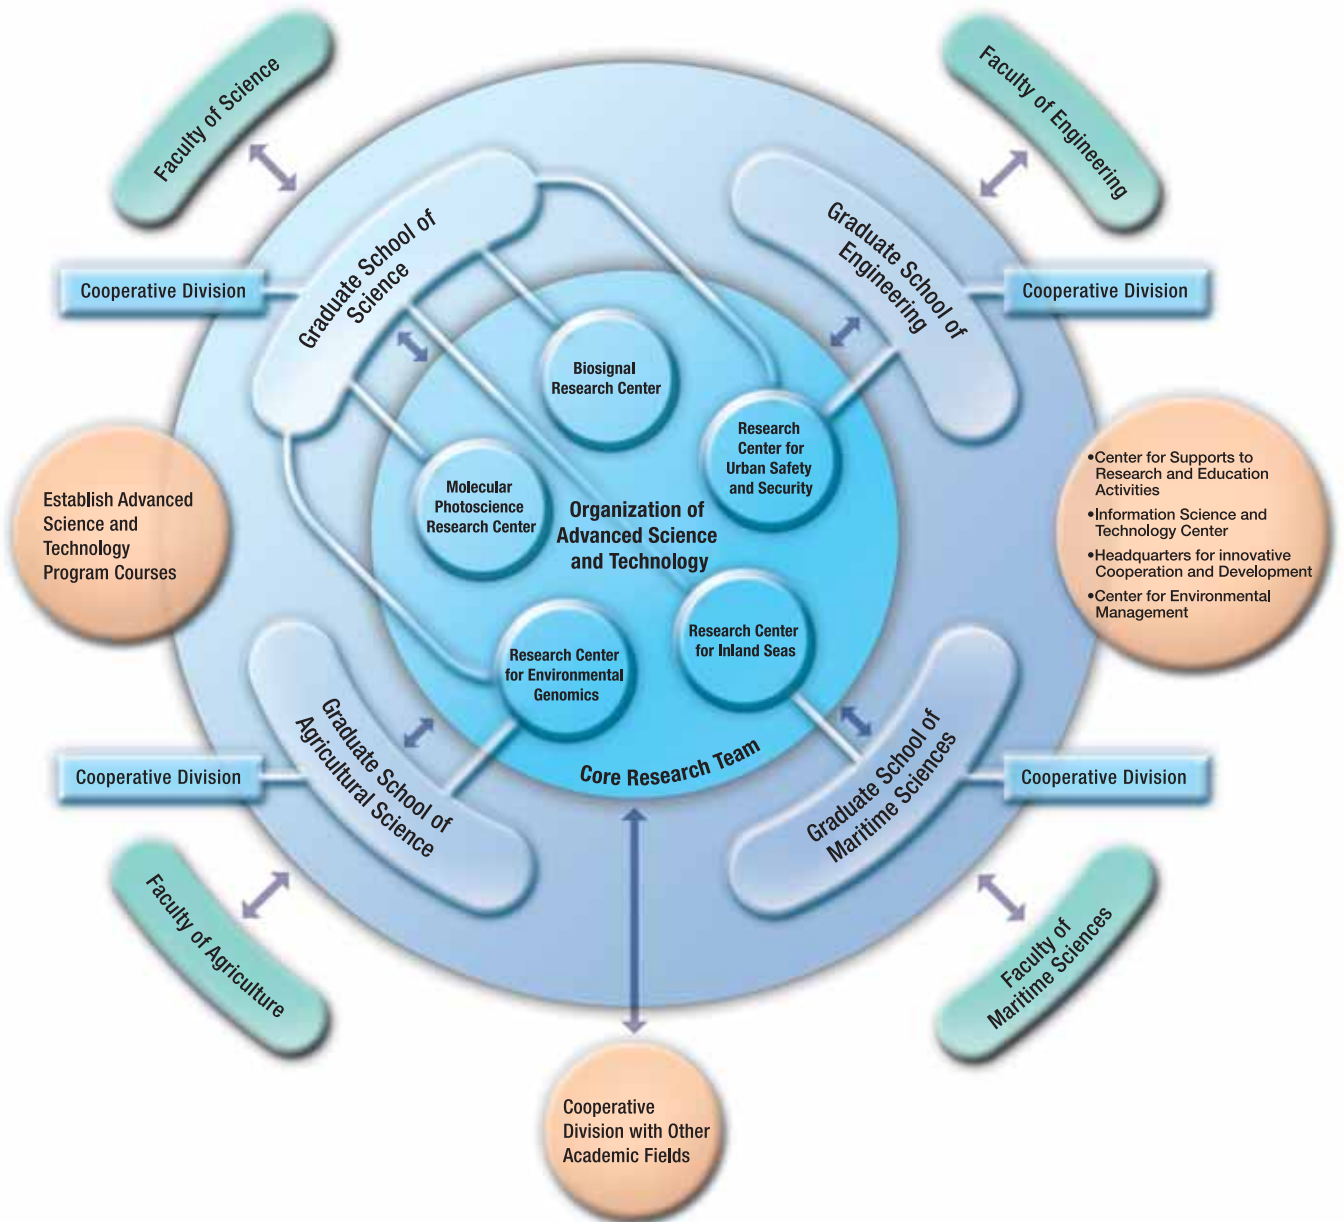 Faculty of Science
Faculty of Engineering
Graduate School of
Science
Graduate School of
Engineering
Cooperative Division
Cooperative Division
Biosignal
Research Center
Research
Center for
Urban Safety
and Security
Molecular
Photoscience
Research Center
Organization of
Advanced Science
and Technology
Establish Advanced
Science and
Technology
Program Courses
•Center for Supports to
Research and Education
Activities
•Information Science and
Technology Center
•Headquarters for innovative
Cooperation and Development
•Center for Environmental
Management
Research Center
for Inland Seas
Research Center
for Environmental
Genomics
Core Research Team
Graduate School of
Agricultural Science
Graduate School of
Maritime Sciences
Cooperative Division
Cooperative Division
Faculty of Agriculture
Faculty of
Maritime Sciences
Cooperative
Division with Other
Academic Fields